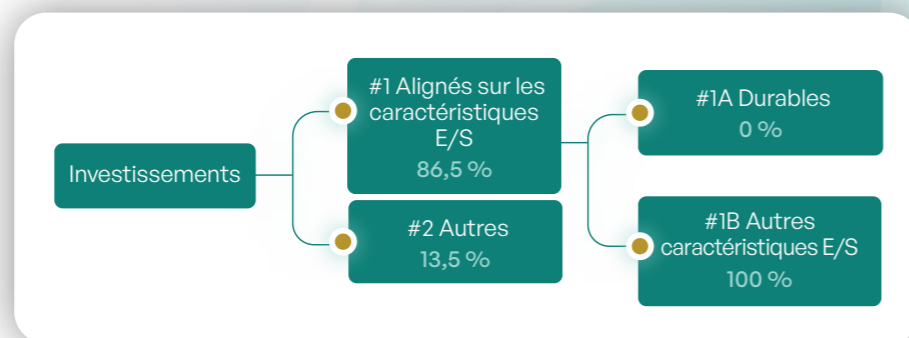 Investissements
#1 Alignés sur les
caractéristiques
E/S
86,5 %
#2 Autres
13,5 %
#1A Durables
0 %
#1B Autres
caractéristiques E/S
100 %